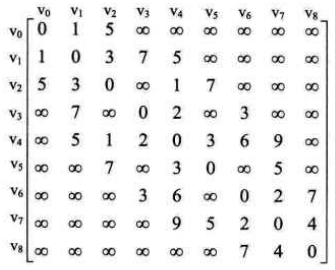 v₀ v₁ v₂ v₃ v₄ v₅ v₆ v₇ v₈
v₀ 0 1 5 ∞ ∞ ∞ ∞ ∞ ∞
v₁ 1 0 3 7 5 ∞ ∞ ∞ ∞
v₂ 5 3 0 ∞ 1 7 ∞ ∞ ∞
v₃ ∞ 7 ∞ 0 2 ∞ 3 ∞ ∞
v₄ ∞ 5 1 2 0 3 6 9 ∞
v₅ ∞ ∞ 7 ∞ 3 0 ∞ 5 ∞
v₆ ∞ ∞ ∞ 3 6 ∞ 0 2 7
v₇ ∞ ∞ ∞ ∞ 9 5 2 0 4
v₈ ∞ ∞ ∞ ∞ ∞ ∞ 7 4 0